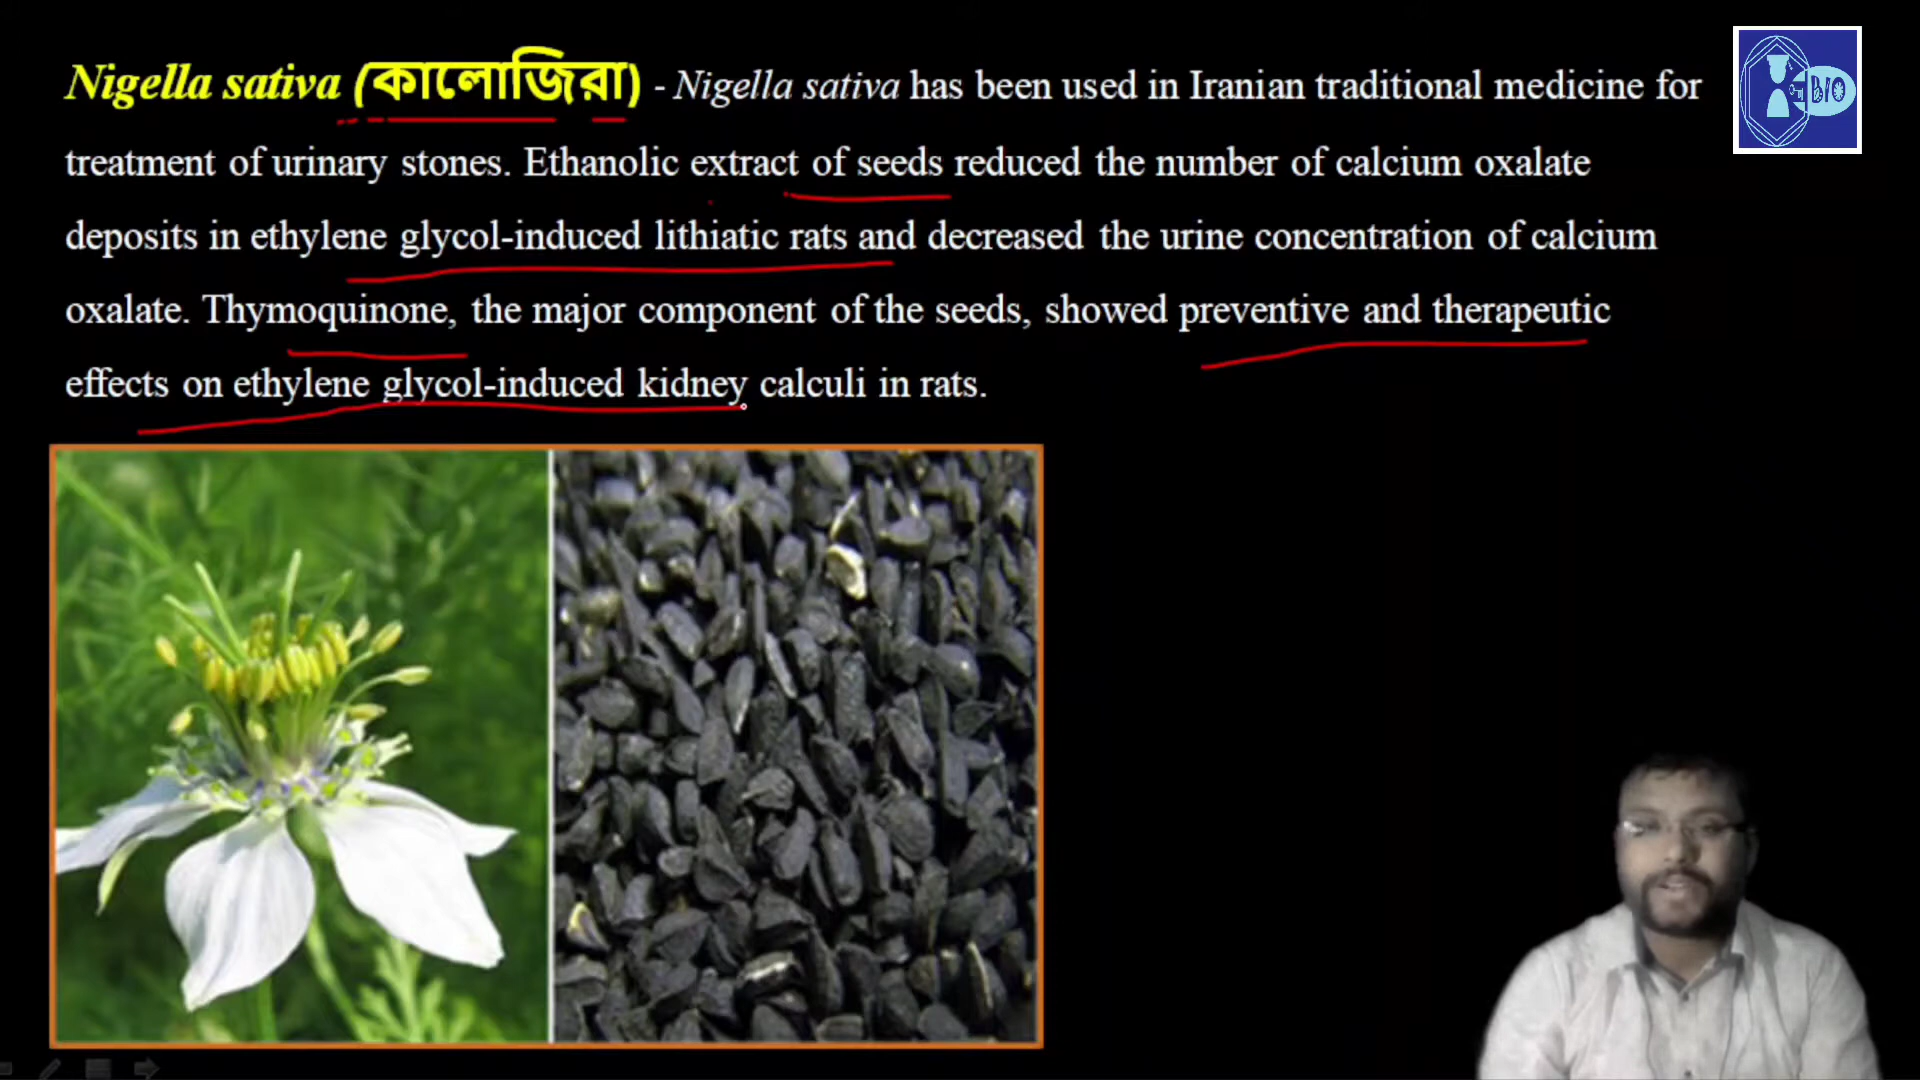 Nigella sativa (কালোজিরা) - Nigella sativa has been used in Iranian traditional medicine for
treatment of urinary stones. Ethanolic extract of seeds reduced the number of calcium oxalate
deposits in ethylene glycol-induced lithiatic rats and decreased the urine concentration of calcium
oxalate. Thymoquinone, the major component of the seeds, showed preventive and therapeutic
effects on ethylene glycol-induced kidney calculi in rats.
BIO